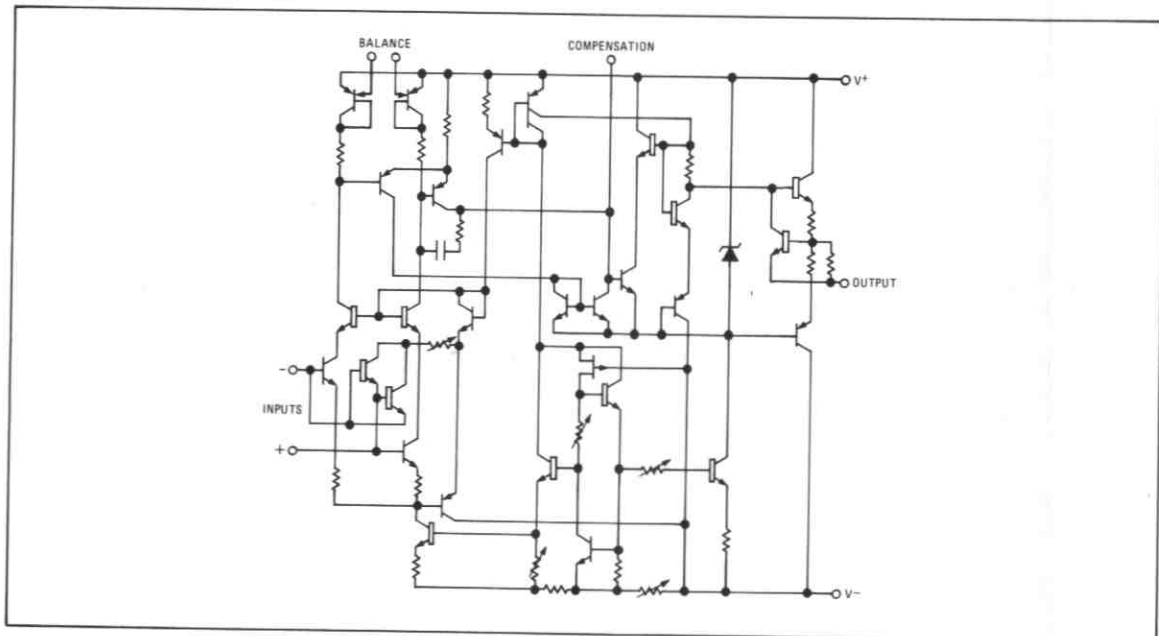 BALANCE
COMPENSATION
V+
OUTPUT
−
INPUTS
+
V−